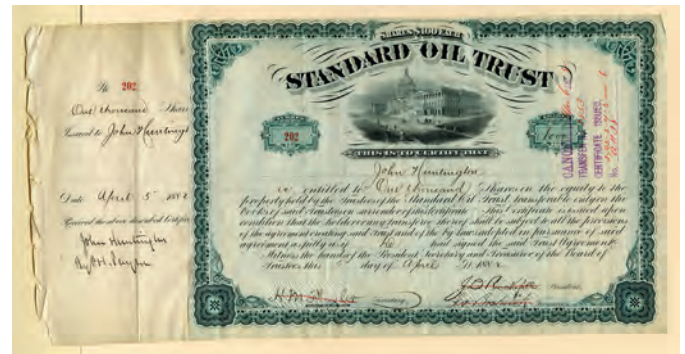 No 202
One thousand Shares
Issued to John Huntington
Date April 5th 1882
Received the above described Certificate
John Huntington
SHARES $100 EACH
STANDARD OIL TRUST
202
1000
THIS IS TO CERTIFY THAT
John Huntington
is entitled to One thousand Shares in the equity to the
property held by the Trustees of the Standard Oil Trust transferable only on the
Books of said Trustees on surrender of this Certificate. This Certificate is issued upon
condition that the holder or any transferee thereof shall be subject to all the provisions
of the agreement creating said Trust and of the by laws adopted in pursuance of said
agreement as fully as if he had signed the said Trust Agreement.
Witness the hands of the President Secretary and Treasurer of the Board of
Trustees this 5 day of April 1882
Secretary
President,
TRANSFER NO.
CERTIFICATE ISSUED.
No.